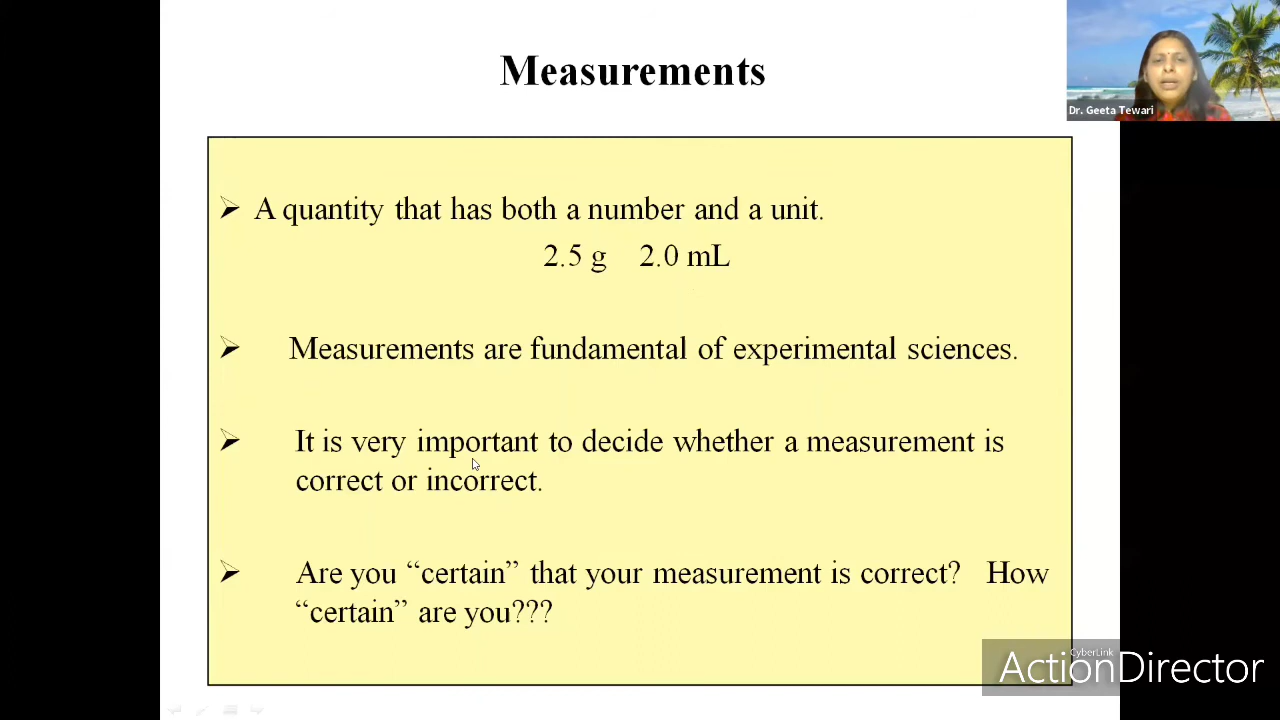 Measurements
Dr. Geeta Tewari
➢ A quantity that has both a number and a unit.
2.5 g 2.0 mL
➢ Measurements are fundamental of experimental sciences.
➢ It is very important to decide whether a measurement is
correct or incorrect.
➢ Are you “certain” that your measurement is correct? How
“certain” are you???
CyberLink
ActionDirector